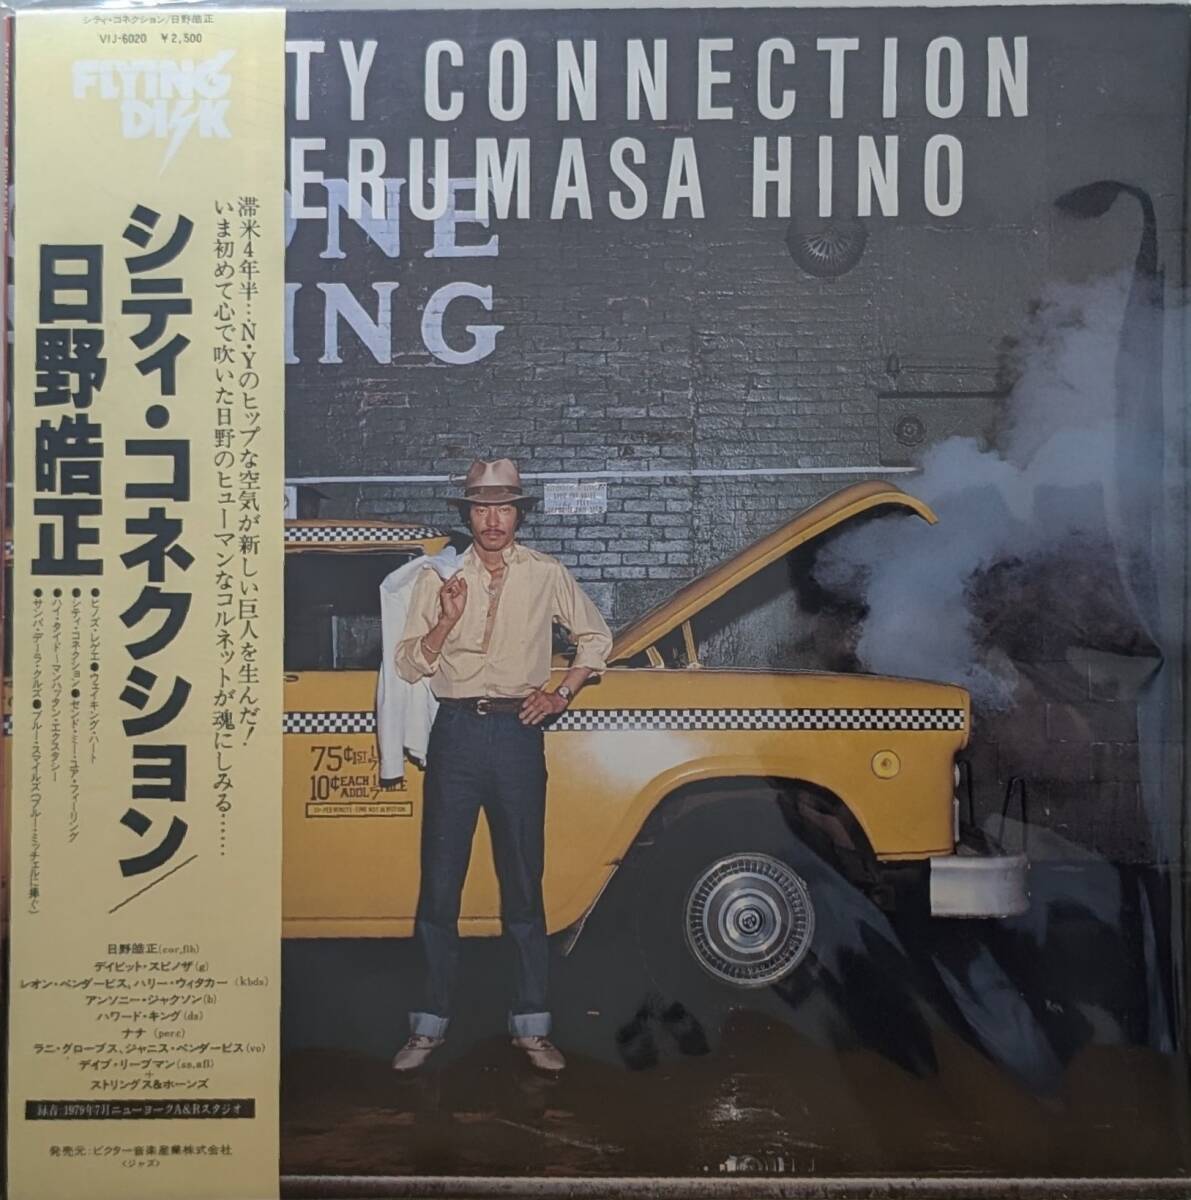 シティ・コネクション/日野皓正
VIJ-6020 ¥2,500
FLYING
DISK
滞米4年半…N・Yのヒップな空気が新しい巨人を生んだ!
いま初めて心で吹いた日野のヒューマンなコルネットが魂にしみる……
シティ・コネクション/
日野皓正
●ヒノズ・レゲエ●ウェイキング・ハート
●シティ・コネクション●センド・ミー・ユア・フィーリング
●ハイ・タイド―マンハッタン・エクスタシー
●サンバ・デ・ラ・クルズ●ブルー・スマイルズ(ブルー・ミッチェルに捧ぐ)
日野皓正(cor,flh)
デイビット・スピノザ(g)
レオン・ペンダービス、ハリー・ウィタカー(kbds)
アンソニー・ジャクソン(b)
ハワード・キング(ds)
ナナ(perc)
ラニ・グローブス、ジャニス・ペンダービス(vo)
デイブ・リーブマン(ss,afl)
+
ストリングス&ホーンズ
録音:1979年7月ニューヨークA&Rスタジオ
発売元:ビクター音楽産業株式会社
<ジャズ>
TY CONNECTION
ERUMASA HINO
ONE
ING
75¢ 1ST 1/7
10¢ EACH 1/7 MILE
ADDL